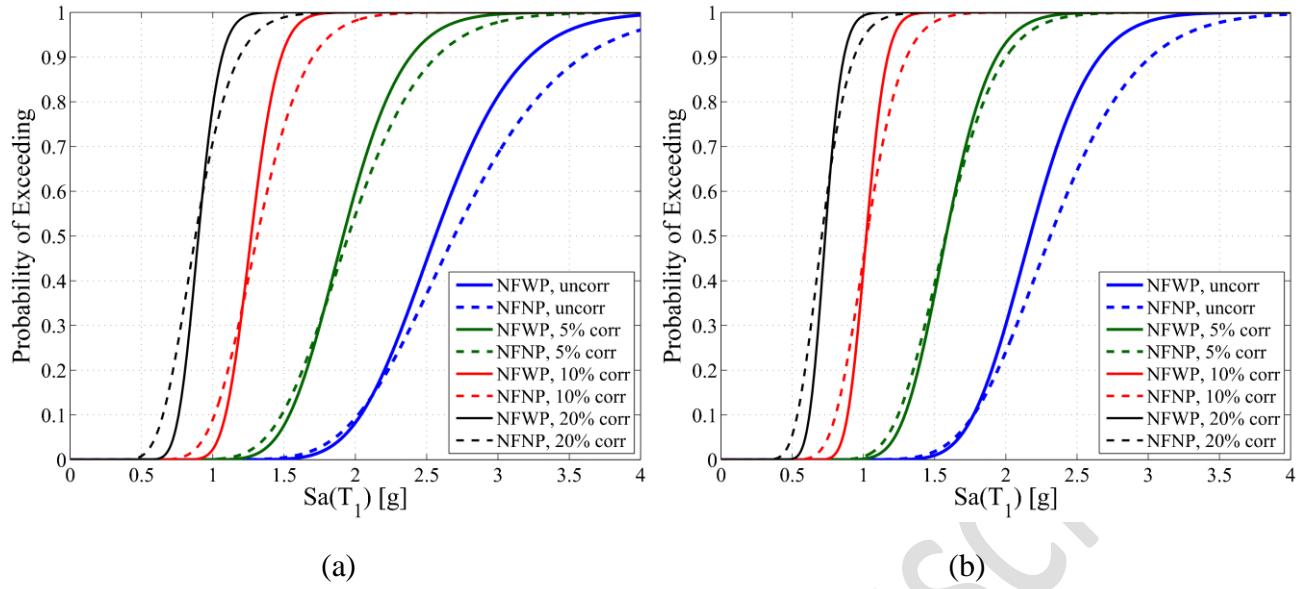 1
0.9
0.8
0.7
0.6
0.5
0.4
0.3
0.2
0.1
0
Probability of Exceeding
NFWP, uncorr
NFNP, uncorr
NFWP, 5% corr
NFNP, 5% corr
NFWP, 10% corr
NFNP, 10% corr
NFWP, 20% corr
NFNP, 20% corr
0 0.5 1 1.5 2 2.5 3 3.5 4
Sa(T1) [g]
(a)
1
0.9
0.8
0.7
0.6
0.5
0.4
0.3
0.2
0.1
0
Probability of Exceeding
NFWP, uncorr
NFNP, uncorr
NFWP, 5% corr
NFNP, 5% corr
NFWP, 10% corr
NFNP, 10% corr
NFWP, 20% corr
NFNP, 20% corr
0 0.5 1 1.5 2 2.5 3 3.5 4
Sa(T1) [g]
(b)